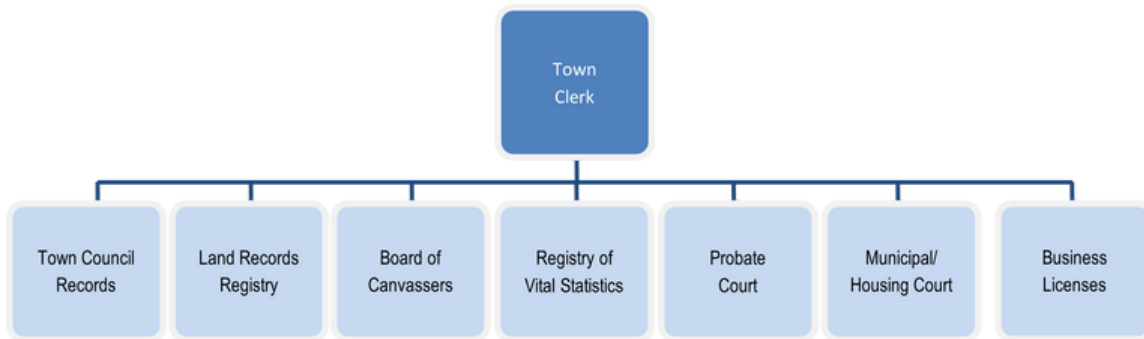 Town
Clerk
Town Council
Records
Land Records
Registry
Board of
Canvassers
Registry of
Vital Statistics
Probate
Court
Municipal/
Housing Court
Business
Licenses